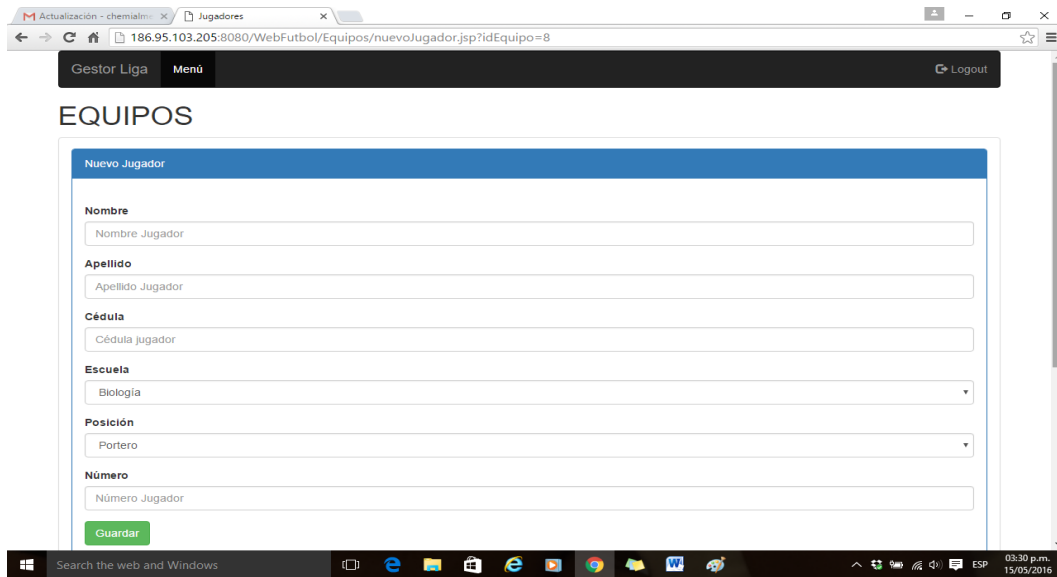 Actualización - chemialm
Jugadores
186.95.103.205:8080/WebFutbol/Equipos/nuevoJugador.jsp?idEquipo=8
Gestor Liga Menú Logout
EQUIPOS
Nuevo Jugador
Nombre
Nombre Jugador
Apellido
Apellido Jugador
Cédula
Cédula jugador
Escuela
Biología
Posición
Portero
Número
Número Jugador
Guardar
Search the web and Windows
ESP
03:30 p.m.
15/05/2016